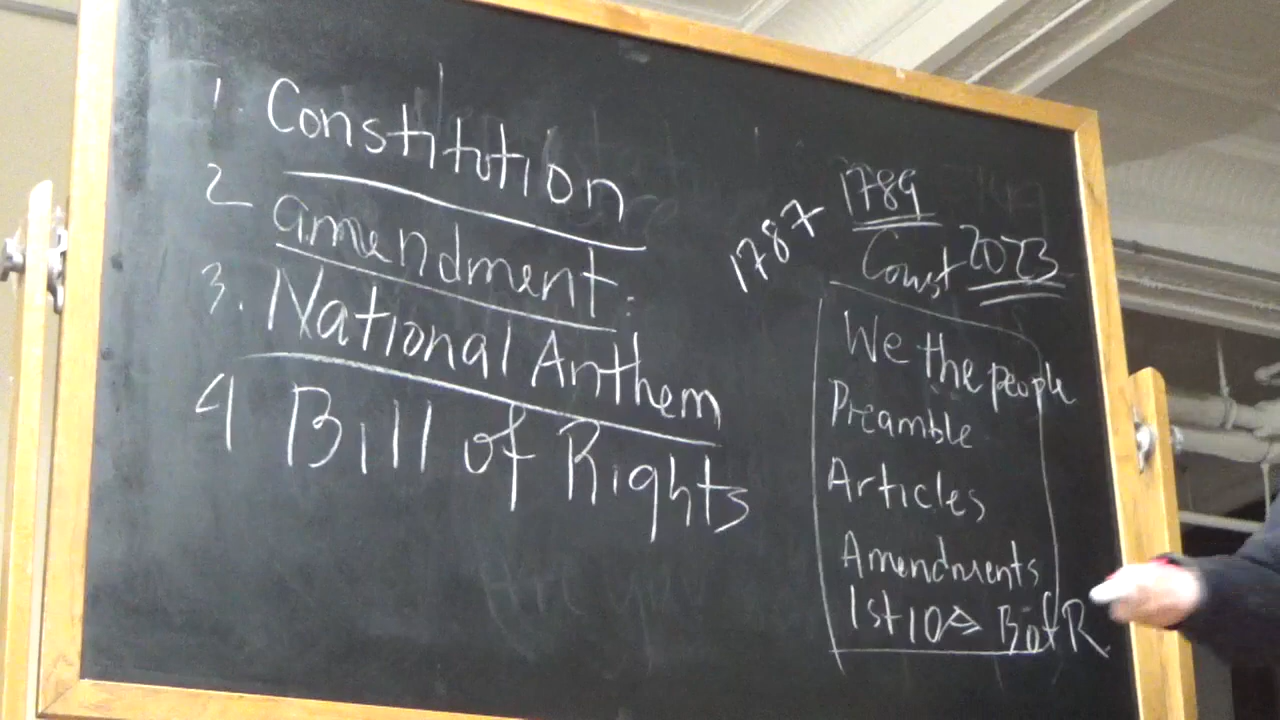 1. Constitution
2 amendment:
3. National Anthem
4 Bill of Rights
1787
1789
Const 2023
We the people
Preamble
Articles
Amendments
1st 10 ⇒ B of R